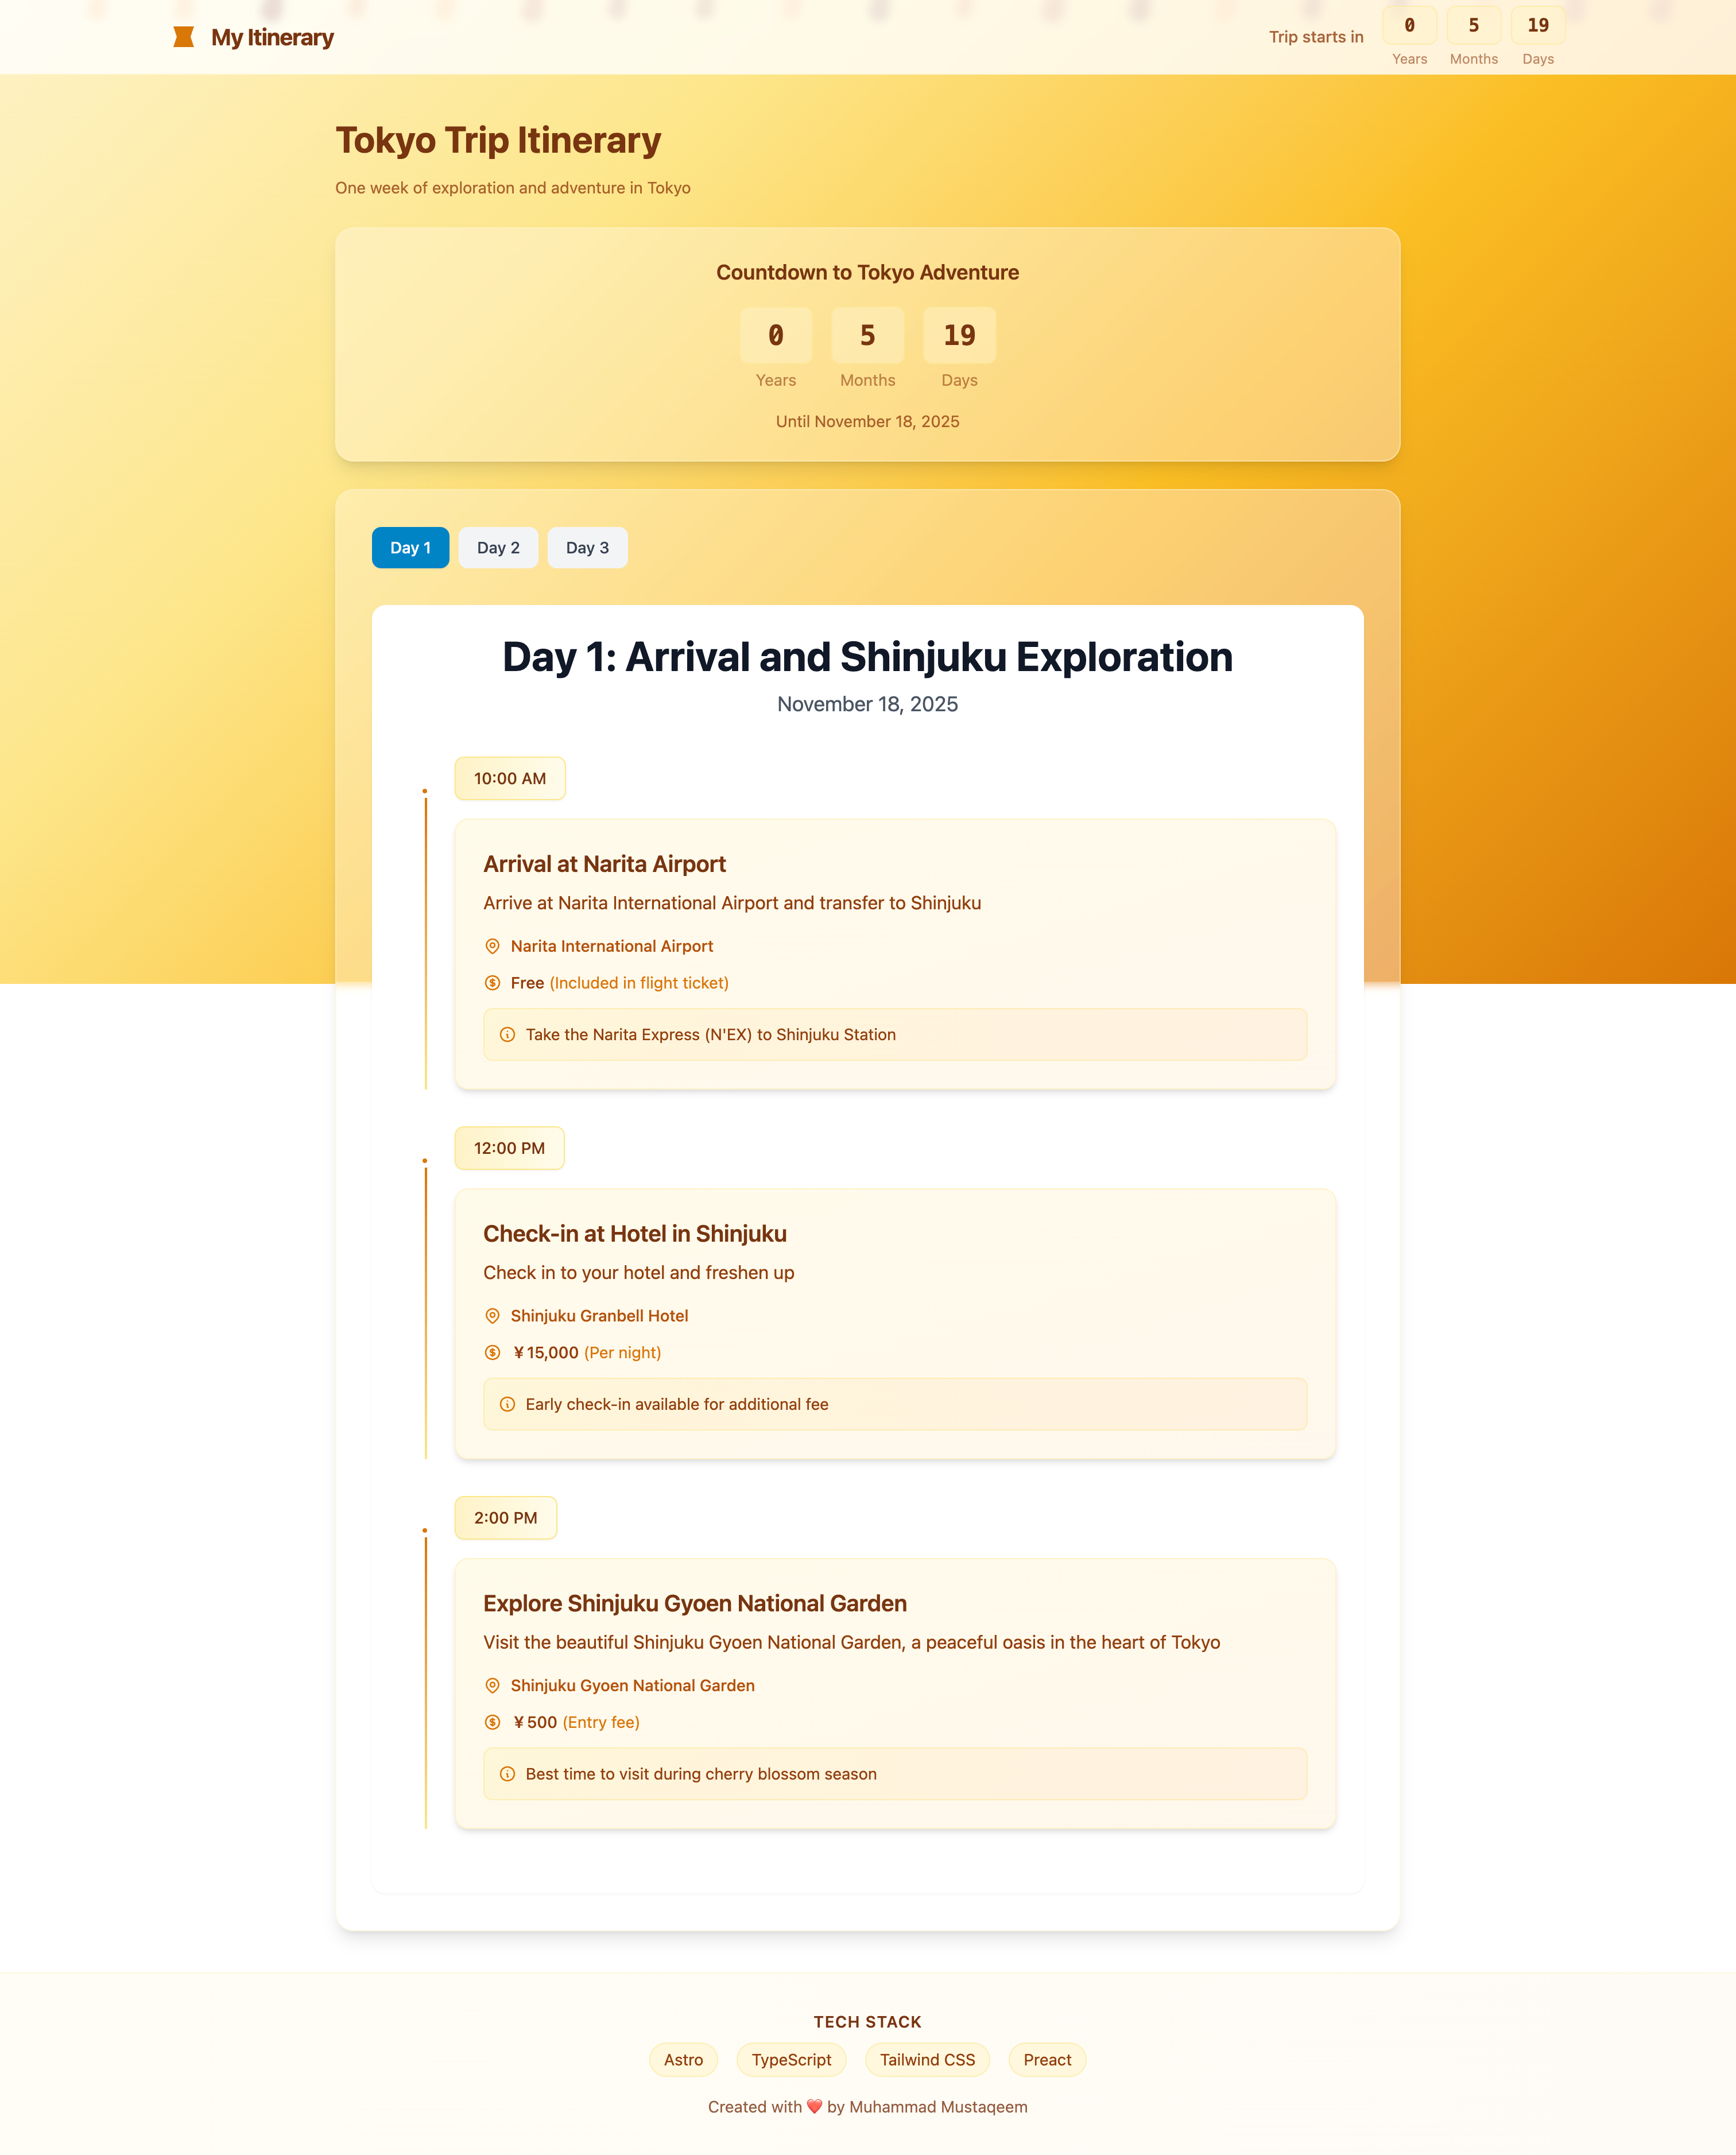 My Itinerary
Trip starts in
0 5 19
Years Months Days
Tokyo Trip Itinerary
One week of exploration and adventure in Tokyo
Countdown to Tokyo Adventure
0 5 19
Years Months Days
Until November 18, 2025
Day 1 Day 2 Day 3
Day 1: Arrival and Shinjuku Exploration
November 18, 2025
10:00 AM
Arrival at Narita Airport
Arrive at Narita International Airport and transfer to Shinjuku
Narita International Airport
Free (Included in flight ticket)
Take the Narita Express (N'EX) to Shinjuku Station
12:00 PM
Check-in at Hotel in Shinjuku
Check in to your hotel and freshen up
Shinjuku Granbell Hotel
¥15,000 (Per night)
Early check-in available for additional fee
2:00 PM
Explore Shinjuku Gyoen National Garden
Visit the beautiful Shinjuku Gyoen National Garden, a peaceful oasis in the heart of Tokyo
Shinjuku Gyoen National Garden
¥500 (Entry fee)
Best time to visit during cherry blossom season
TECH STACK
Astro TypeScript Tailwind CSS Preact
Created with ❤️ by Muhammad Mustaqeem